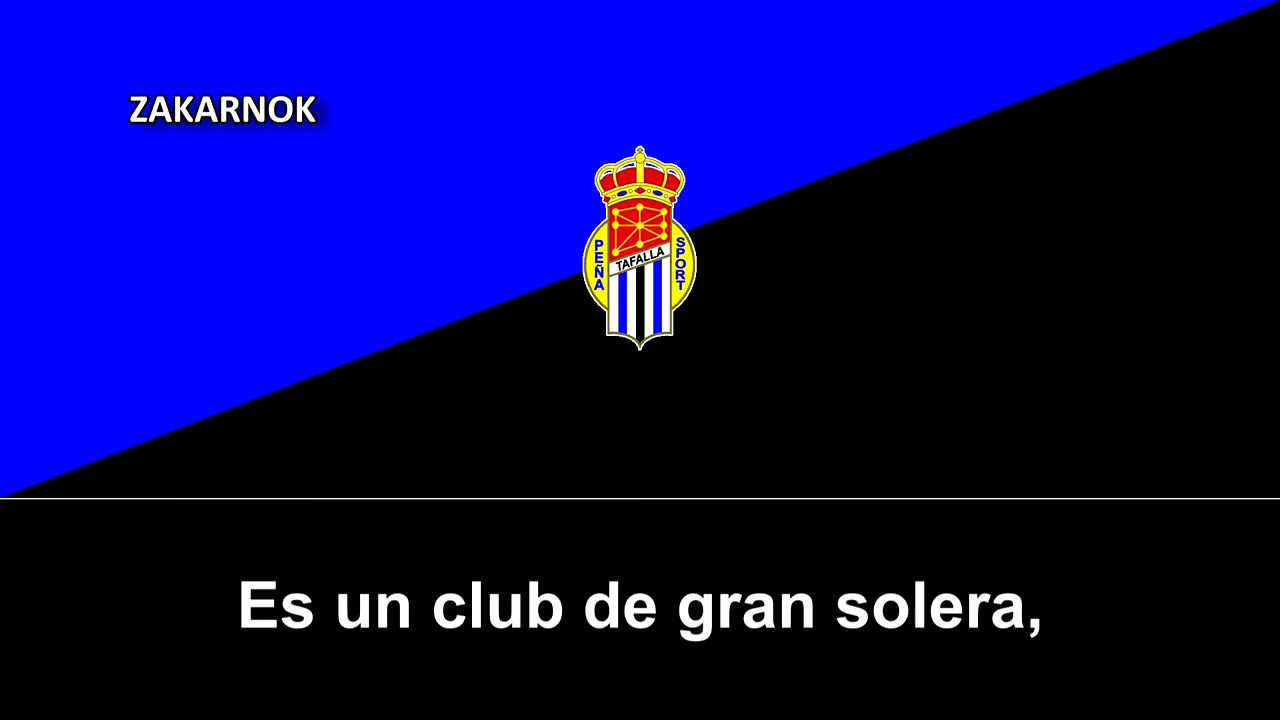 ZAKARNOK
PEÑA
SPORT
TAFALLA
Es un club de gran solera,